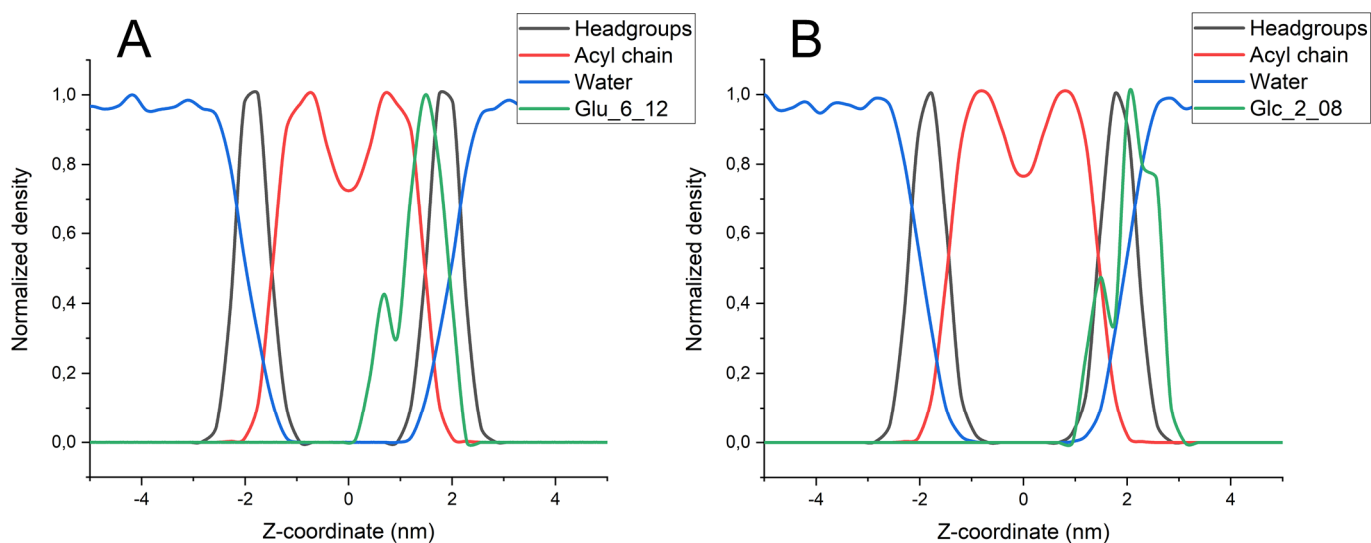 A
Headgroups
Acyl chain
Water
Glu_6_12
1,0
0,8
0,6
0,4
0,2
0,0
Normalized density
-4
-2
0
2
4
Z-coordinate (nm)
B
Headgroups
Acyl chain
Water
Glc_2_08
1,0
0,8
0,6
0,4
0,2
0,0
Normalized density
-4
-2
0
2
4
Z-coordinate (nm)